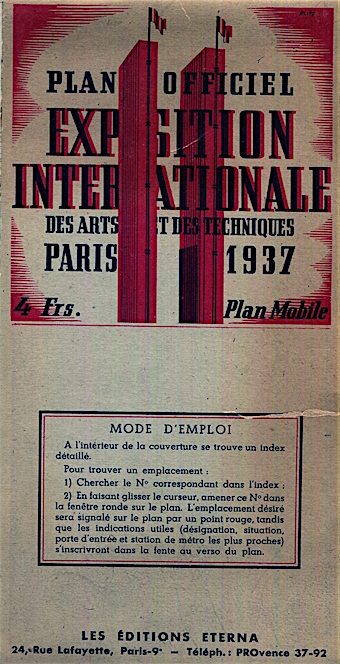 PLAN OFFICIEL
EXPOSITION
INTERNATIONALE
DES ARTS ET DES TECHNIQUES
PARIS 1937
4 Frs. Plan Mobile
MODE D'EMPLOI
A l'intérieur de la couverture se trouve un index
détaillé.
Pour trouver un emplacement :
1) Chercher le No correspondant dans l'index ;
2) En faisant glisser le curseur, amener ce No dans
la fenêtre ronde sur le plan. L'emplacement désiré
sera signalé sur le plan par un point rouge, tandis
que les indications utiles (désignation, situation,
porte d'entrée et station de métro les plus proches)
s'inscrivront dans la fente au verso du plan.
LES ÉDITIONS ETERNA
24, Rue Lafayette, Paris-9e — Téléph. : PROvence 37-92